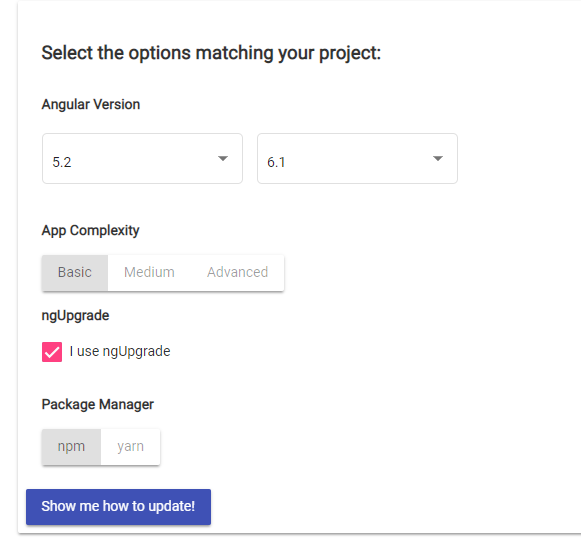 Select the options matching your project:
Angular Version
5.2 6.1
App Complexity
Basic Medium Advanced
ngUpgrade
I use ngUpgrade
Package Manager
npm yarn
Show me how to update!